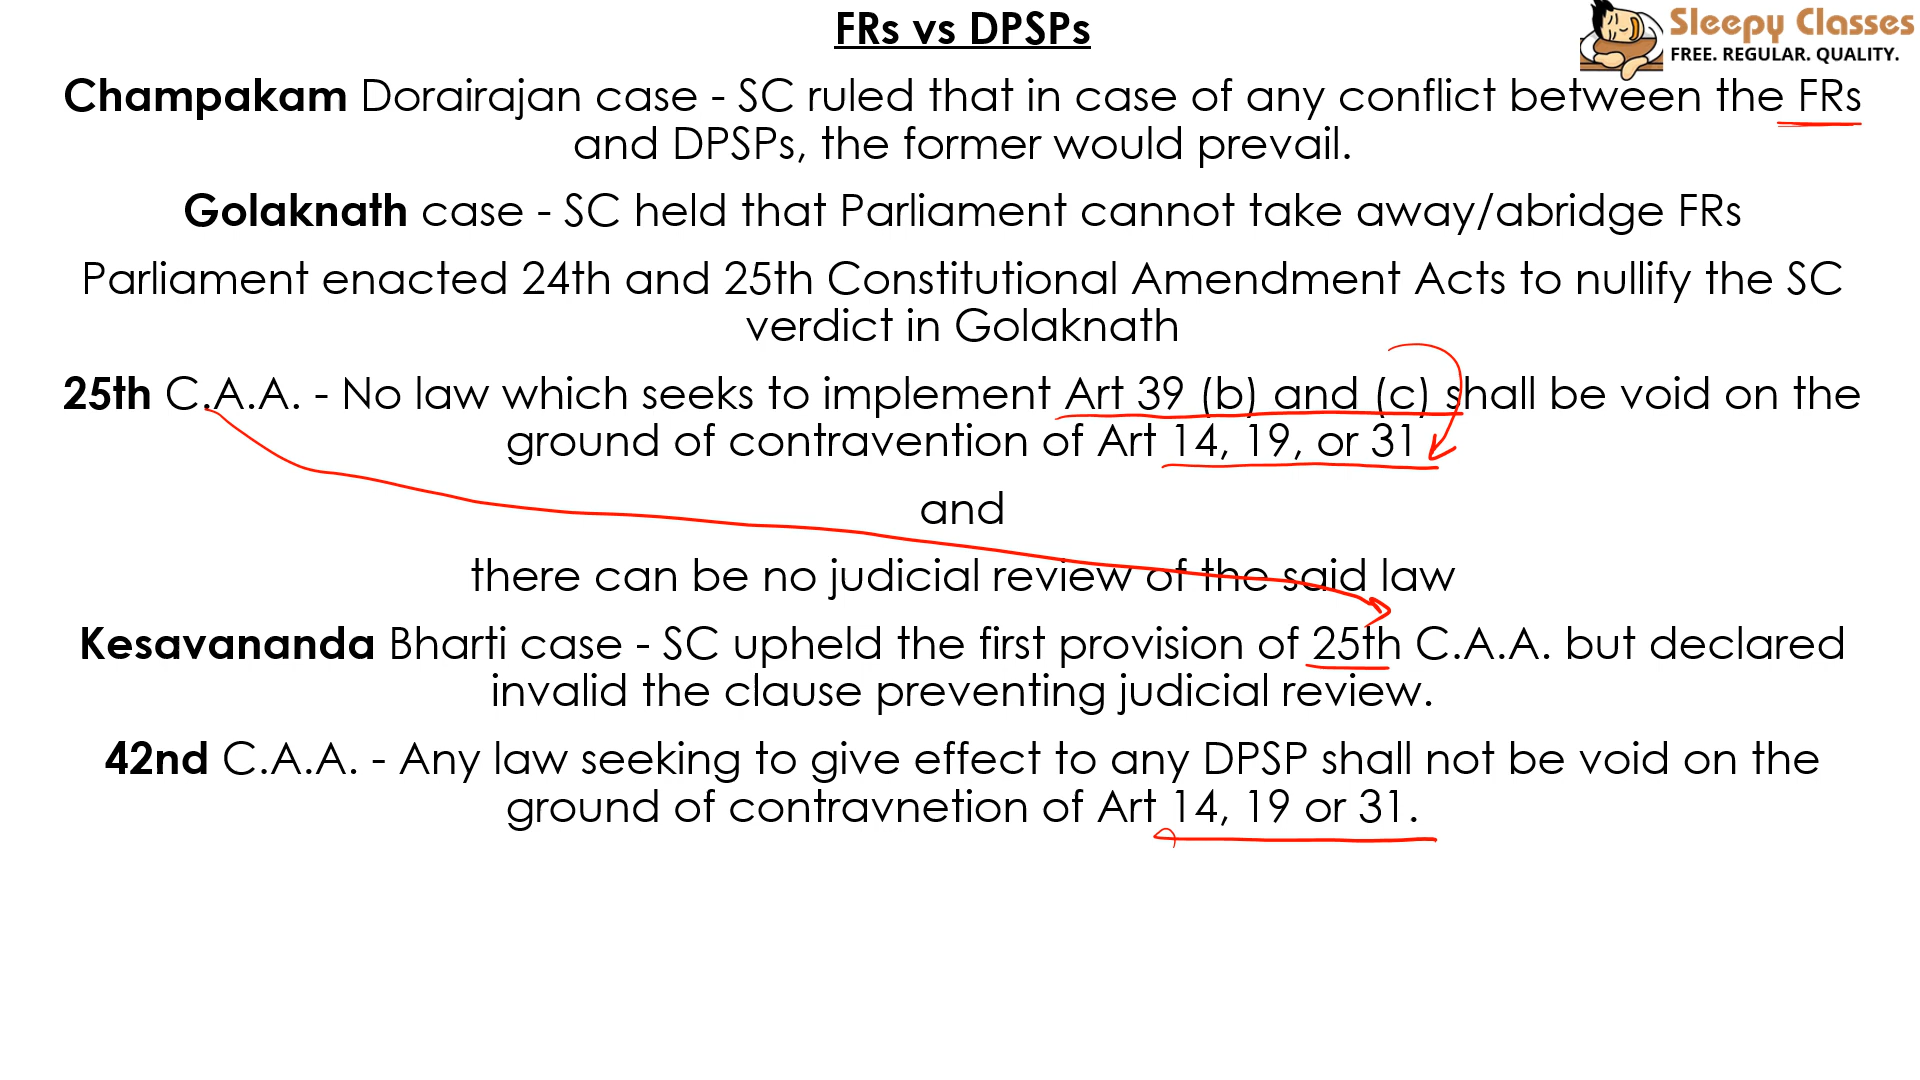 FRs vs DPSPs
Sleepy Classes
FREE. REGULAR. QUALITY.
Champakam Dorairajan case - SC ruled that in case of any conflict between the FRs
and DPSPs, the former would prevail.
Golaknath case - SC held that Parliament cannot take away/abridge FRs
Parliament enacted 24th and 25th Constitutional Amendment Acts to nullify the SC
verdict in Golaknath
25th C.A.A. - No law which seeks to implement Art 39 (b) and (c) shall be void on the
ground of contravention of Art 14, 19, or 31
and
there can be no judicial review of the said law
Kesavananda Bharti case - SC upheld the first provision of 25th C.A.A. but declared
invalid the clause preventing judicial review.
42nd C.A.A. - Any law seeking to give effect to any DPSP shall not be void on the
ground of contravnetion of Art 14, 19 or 31.